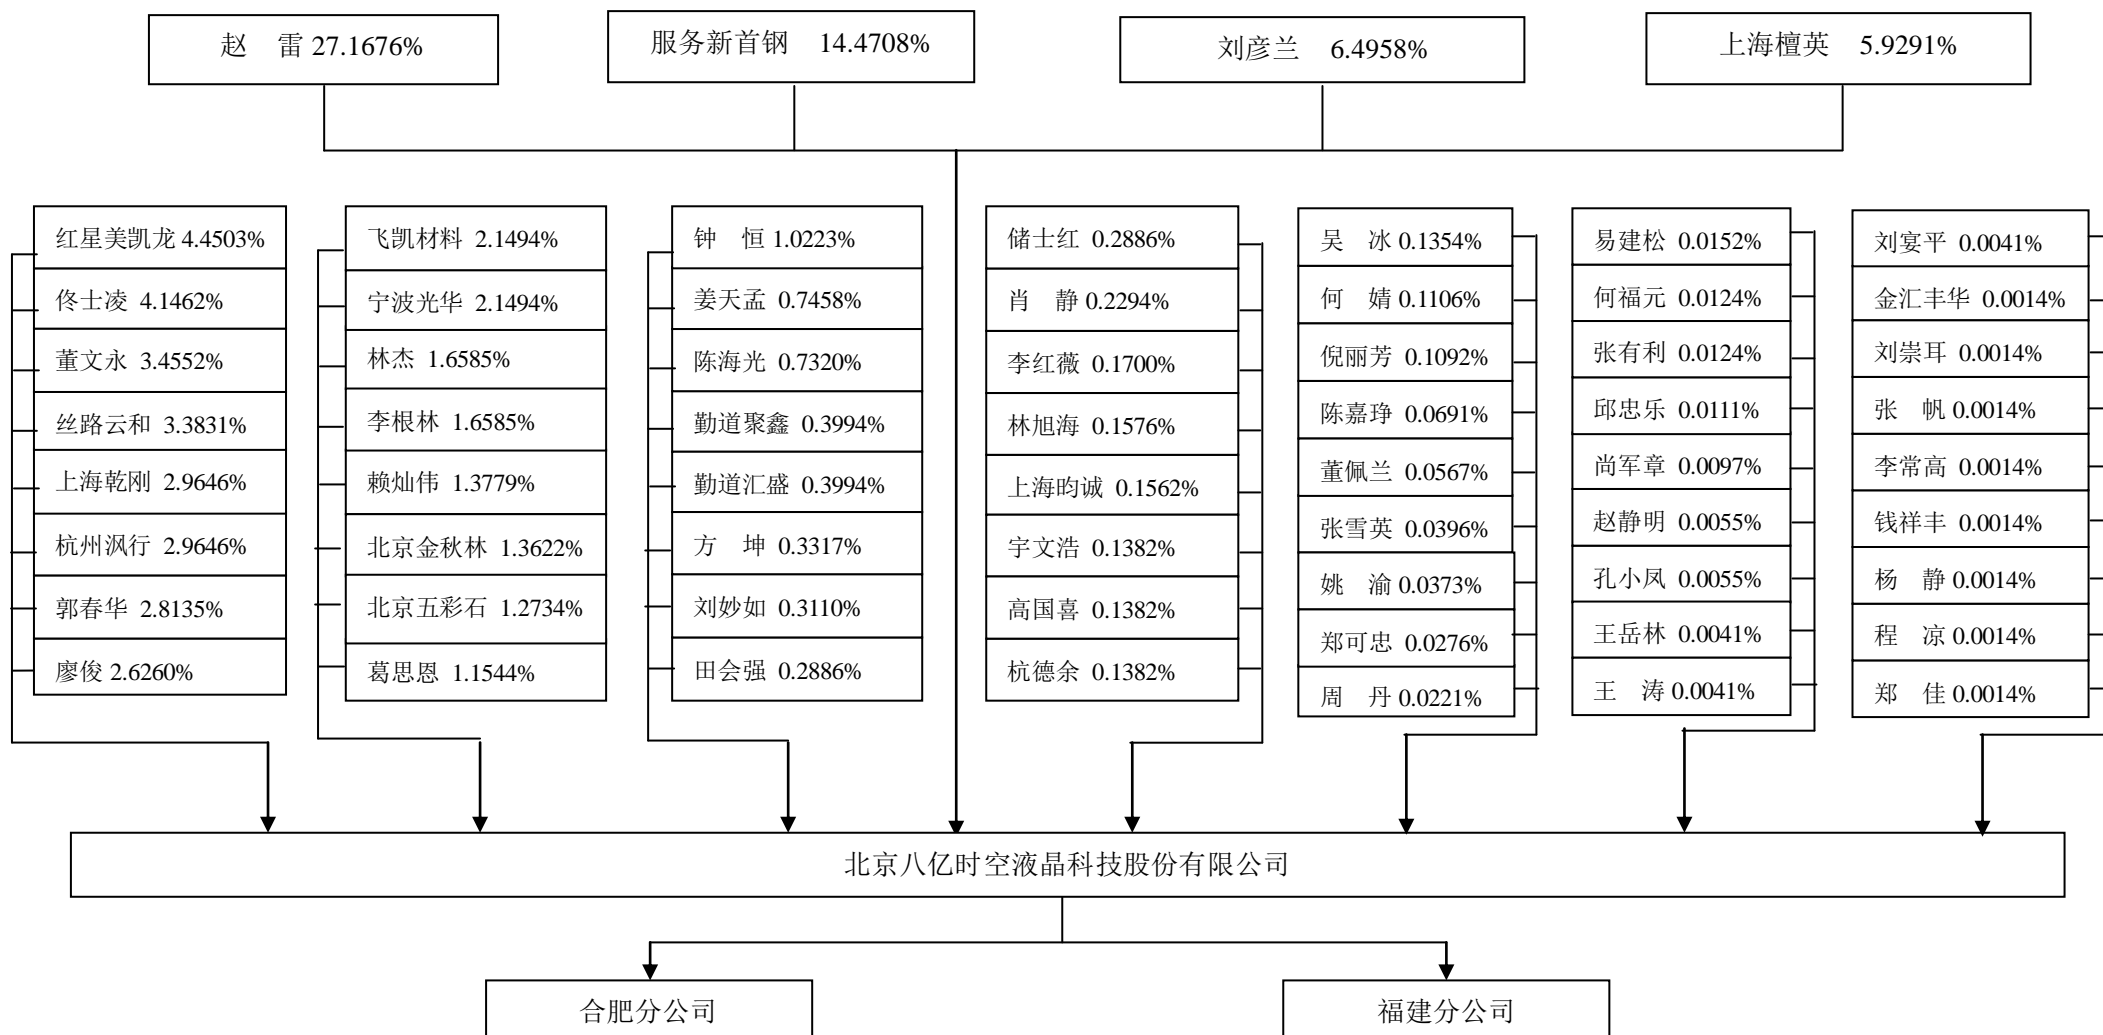 赵　雷 27.1676%
服务新首钢　14.4708%
刘彦兰　6.4958%
上海檀英　5.9291%
红星美凯龙 4.4503%
佟士凌 4.1462%
董文永 3.4552%
丝路云和 3.3831%
上海乾刚 2.9646%
杭州沨行 2.9646%
郭春华 2.8135%
廖俊 2.6260%
飞凯材料 2.1494%
宁波光华 2.1494%
林杰 1.6585%
李根林 1.6585%
赖灿伟 1.3779%
北京金秋林 1.3622%
北京五彩石 1.2734%
葛思恩 1.1544%
钟　恒 1.0223%
姜天孟 0.7458%
陈海光 0.7320%
勤道聚鑫 0.3994%
勤道汇盛 0.3994%
方　坤 0.3317%
刘妙如 0.3110%
田会强 0.2886%
储士红 0.2886%
肖　静 0.2294%
李红薇 0.1700%
林旭海 0.1576%
上海昀诚 0.1562%
宇文浩 0.1382%
高国喜 0.1382%
杭德余 0.1382%
吴　冰 0.1354%
何　婧 0.1106%
倪丽芳 0.1092%
陈嘉琤 0.0691%
董佩兰 0.0567%
张雪英 0.0396%
姚　渝 0.0373%
郑可忠 0.0276%
周　丹 0.0221%
易建松 0.0152%
何福元 0.0124%
张有利 0.0124%
邱忠乐 0.0111%
尚军章 0.0097%
赵静明 0.0055%
孔小凤 0.0055%
王岳林 0.0041%
王　涛 0.0041%
刘宴平 0.0041%
金汇丰华 0.0014%
刘崇耳 0.0014%
张　帆 0.0014%
李常高 0.0014%
钱祥丰 0.0014%
杨　静 0.0014%
程　凉 0.0014%
郑　佳 0.0014%
北京八亿时空液晶科技股份有限公司
合肥分公司
福建分公司